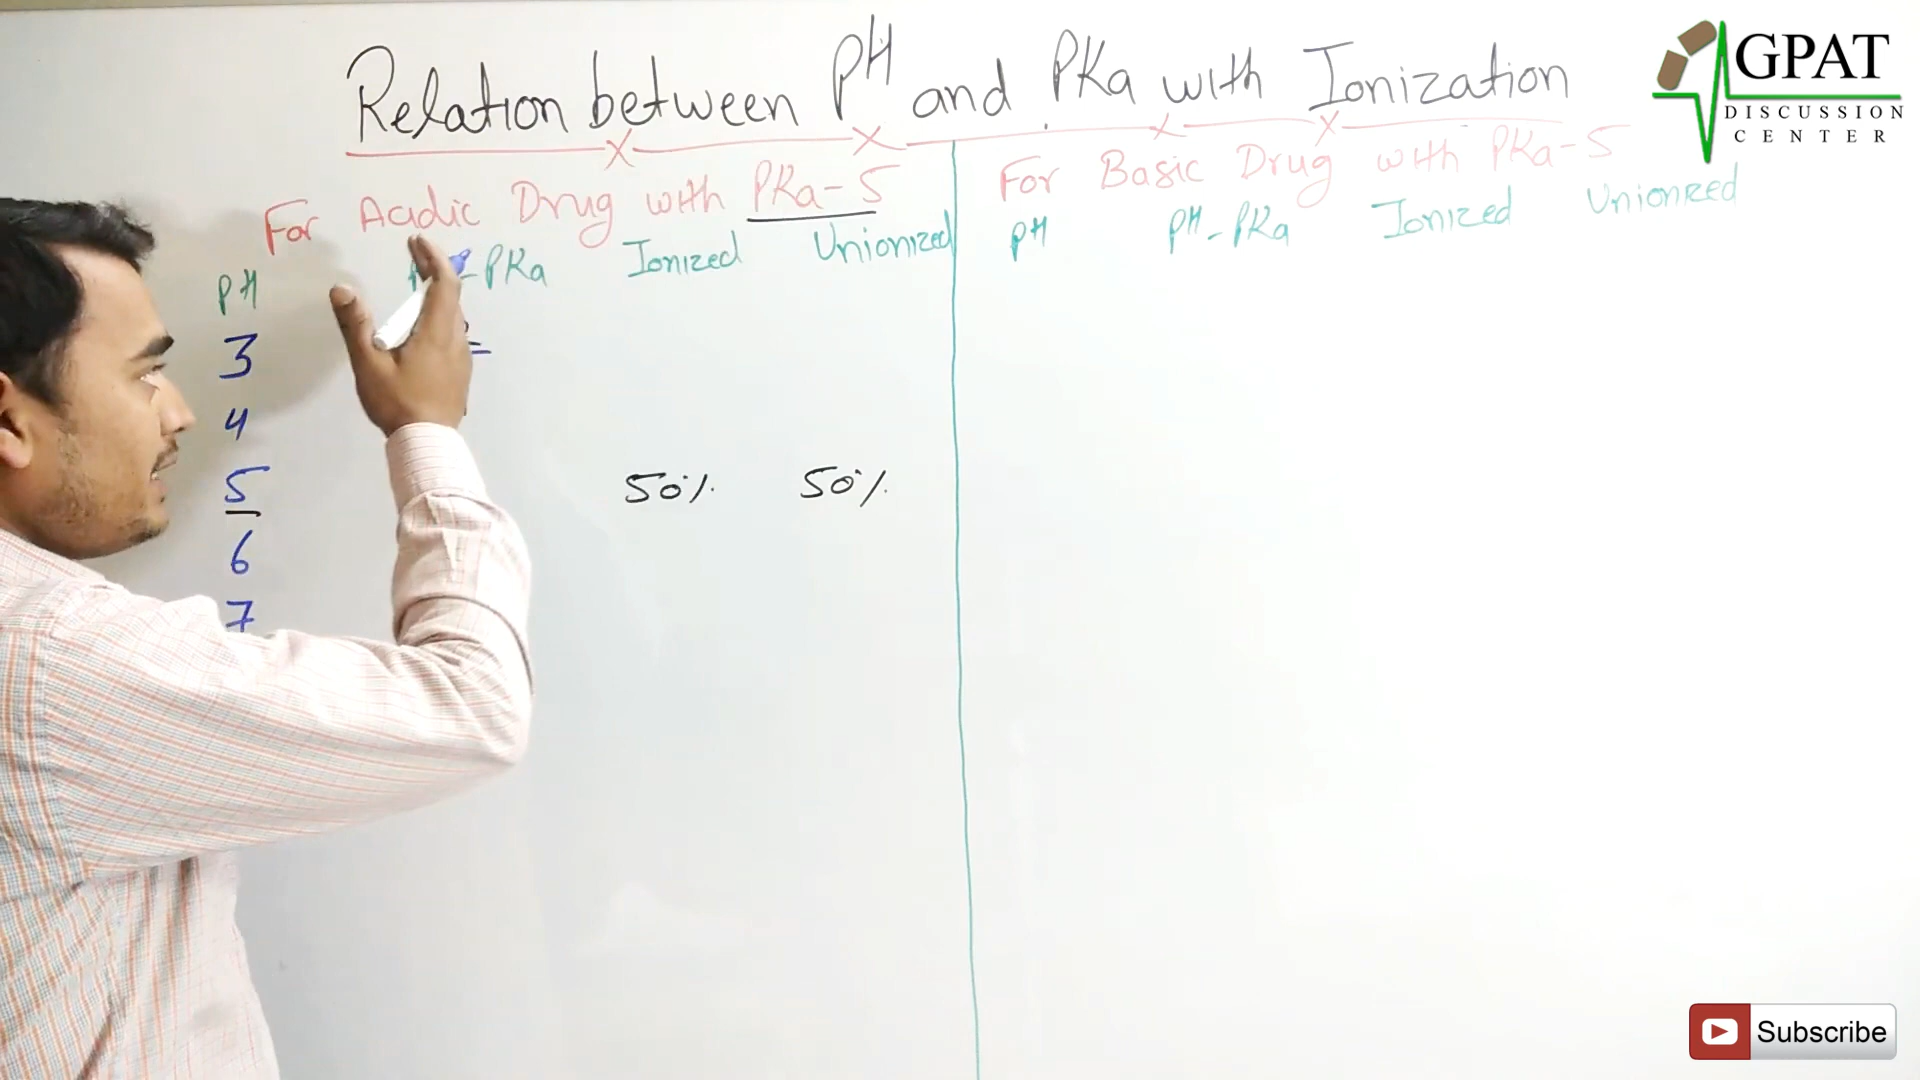 Relation between PH and PKa with Ionization
GPAT
DISCUSSION
CENTER
For Acidic Drug with PKa-5
For Basic Drug with PKa-5
PH - PKa Ionized Unionized
PH PH-PKa Ionized Unionized
3
4
5 50% 50%
6
7
Subscribe